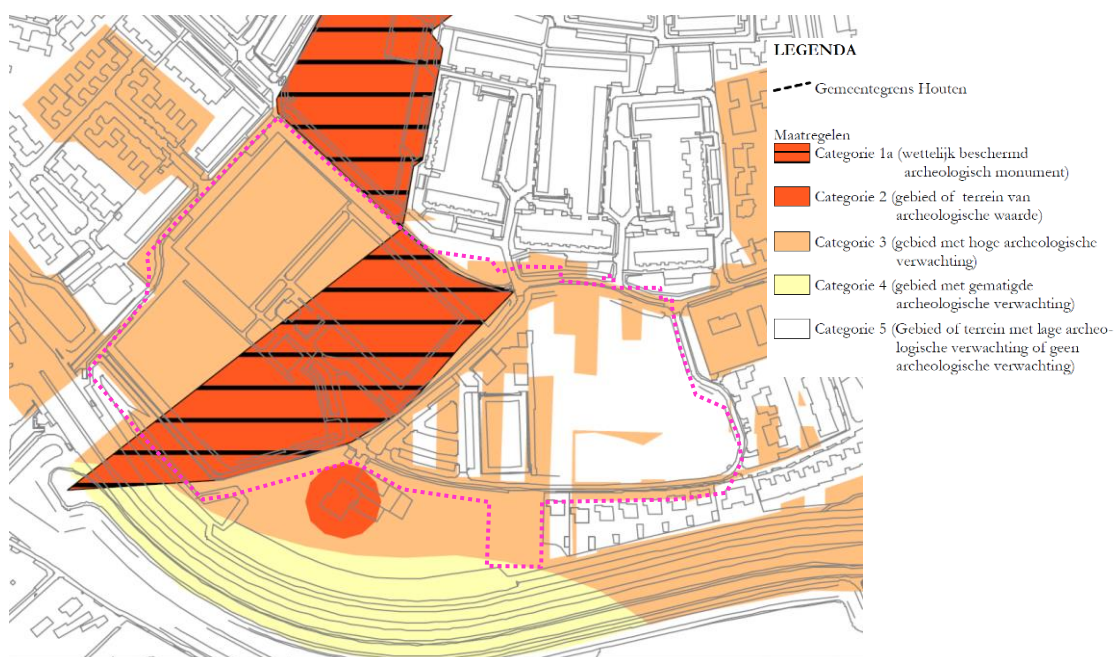 LEGENDA
Gemeentegrens Houten
Maatregelen
Categorie 1a (wettelijk beschermd
archeologisch monument)
Categorie 2 (gebied of terrein van
archeologische waarde)
Categorie 3 (gebied met hoge archeologische
verwachting)
Categorie 4 (gebied met gematigde
archeologische verwachting)
Categorie 5 (Gebied of terrein met lage archeo-
logische verwachting of geen
archeologische verwachting)